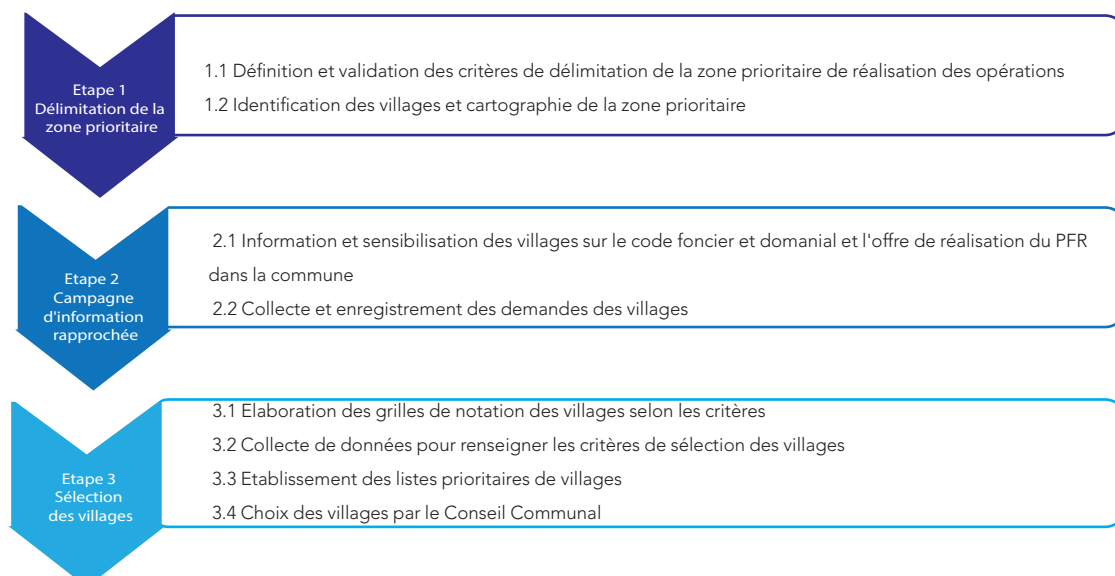 Etape 1
Délimitation de la
zone prioritaire
1.1 Définition et validation des critères de délimitation de la zone prioritaire de réalisation des opérations
1.2 Identification des villages et cartographie de la zone prioritaire
Etape 2
Campagne
d'information
rapprochée
2.1 Information et sensibilisation des villages sur le code foncier et domanial et l'offre de réalisation du PFR
dans la commune
2.2 Collecte et enregistrement des demandes des villages
Etape 3
Sélection
des villages
3.1 Elaboration des grilles de notation des villages selon les critères
3.2 Collecte de données pour renseigner les critères de sélection des villages
3.3 Etablissement des listes prioritaires de villages
3.4 Choix des villages par le Conseil Communal